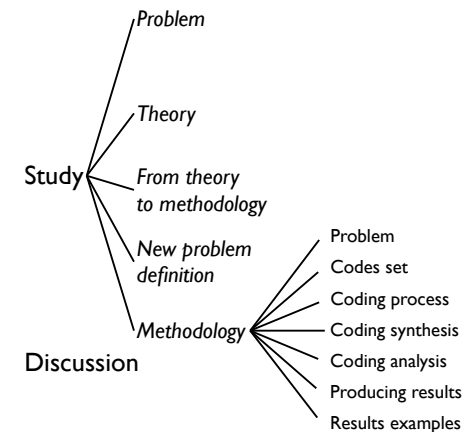 Problem
Theory
Study
From theory
to methodology
New problem
definition
Methodology
Problem
Codes set
Coding process
Coding synthesis
Coding analysis
Producing results
Results examples
Discussion